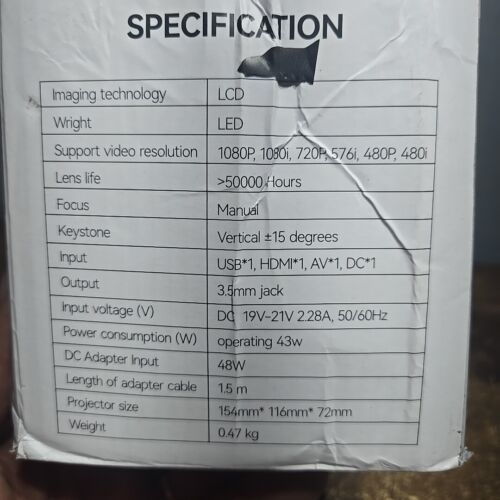 SPECIFICATION
Imaging technology LCD
Wright LED
Support video resolution 1080P, 1080i, 720P, 576i, 480P, 480i
Lens life >50000 Hours
Focus Manual
Keystone Vertical ±15 degrees
Input USB*1, HDMI*1, AV*1, DC*1
Output 3.5mm jack
Input voltage (V) DC 19V-21V 2.28A, 50/60Hz
Power consumption (W) operating 43w
DC Adapter Input 48W
Length of adapter cable 1.5 m
Projector size 154mm* 116mm* 72mm
Weight 0.47 kg